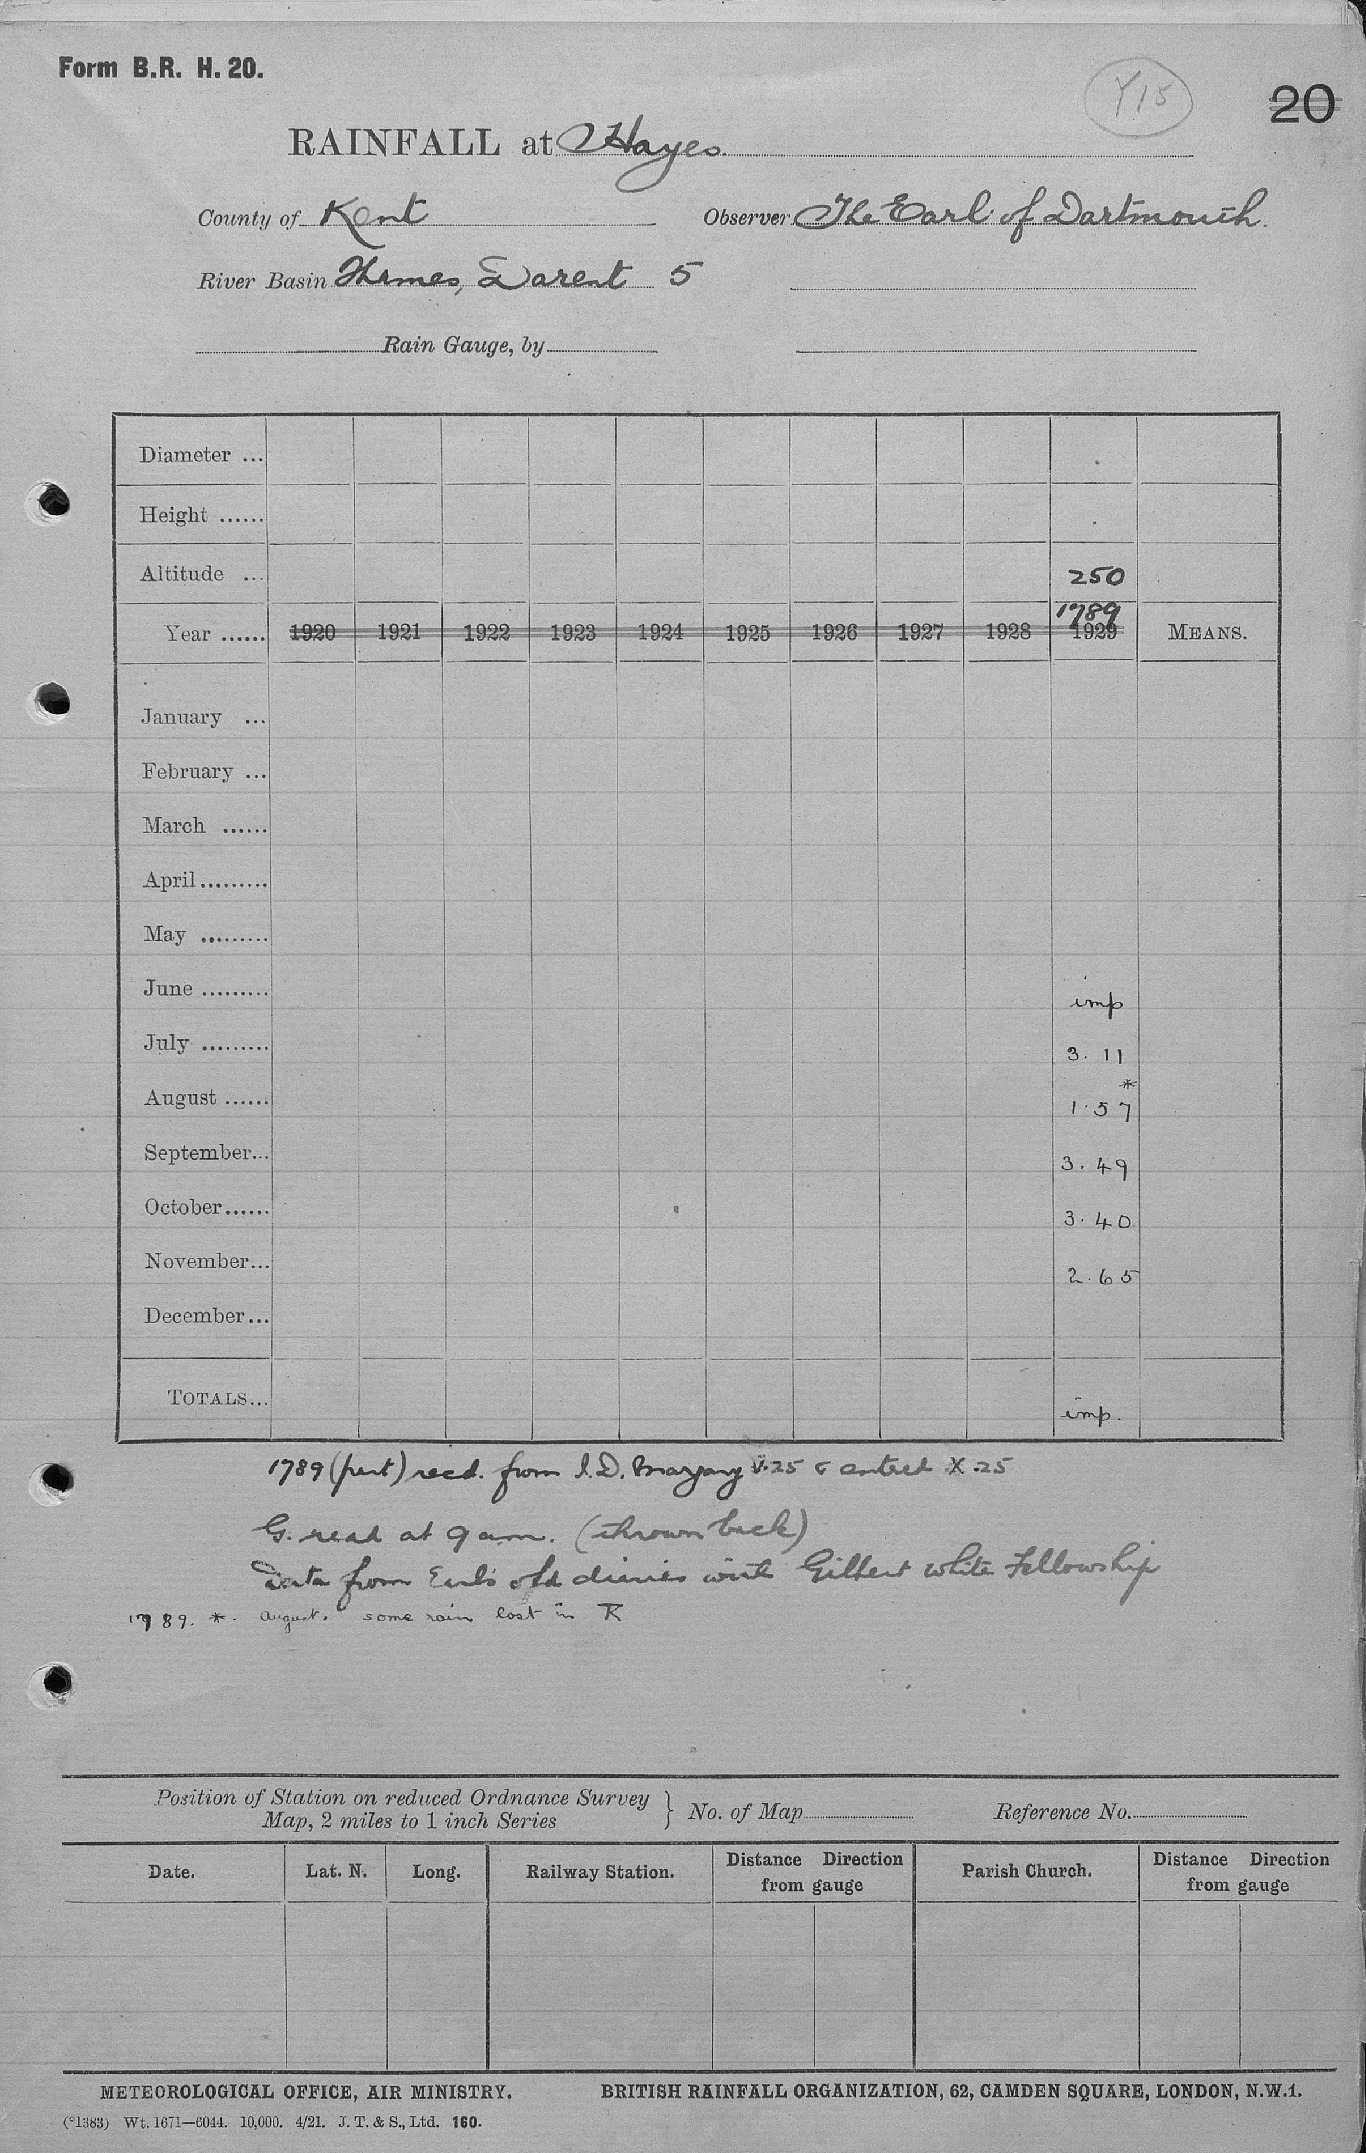 Form B.R. H. 20.
Y15
20
RAINFALL at Hayes.
County of Kent Observer The Earl of Dartmouth.
River Basin Thames, Darent 5
Rain Gauge, by
Diameter ...
Height ......
Altitude ... 250
1789
Year ...... 1920 1921 1922 1923 1924 1925 1926 1927 1928 1929 MEANS.
January ...
February ...
March ......
April .........
May .........
June ......... imp
July ......... 3.11
*
August ...... 1.57
September... 3.49
October...... 3.40
November... 2.65
December...
TOTALS... imp.
1789 (part) recd. from I.D. Margary V.25 & entered X.25
G. read at 9 am. (thrown back)
Data from Earl's old diaries with Gilbert White Fellowship
1789. * August. some rain lost in
Position of Station on reduced Ordnance Survey
Map, 2 miles to 1 inch Series } No. of Map Reference No.
Date. Lat. N. Long. Railway Station. Distance Direction from gauge Parish Church. Distance Direction from gauge
METEOROLOGICAL OFFICE, AIR MINISTRY. BRITISH RAINFALL ORGANIZATION, 62, CAMDEN SQUARE, LONDON, N.W.1.
(*1383) Wt. 1671—6044. 10,000. 4/21. J. T. & S., Ltd. 160.